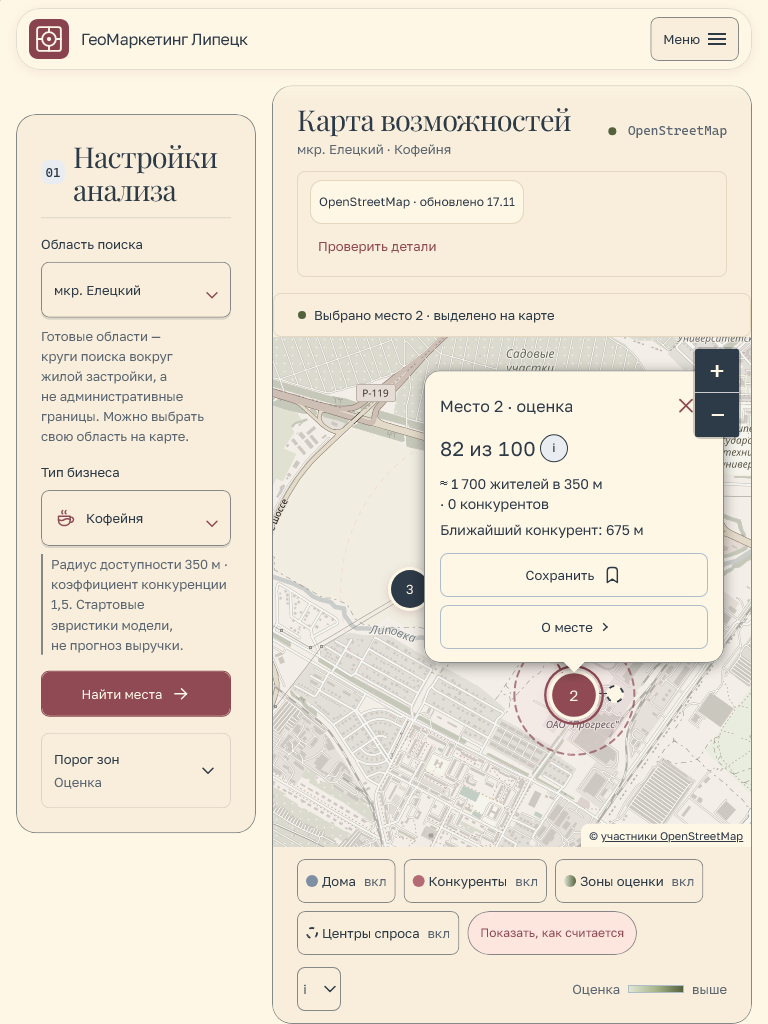 ГеоМаркетинг Липецк
Меню
01
Настройки
анализа
Область поиска
мкр. Елецкий
Готовые области —
круги поиска вокруг
жилой застройки, а
не административные
границы. Можно выбрать
свою область на карте.
Тип бизнеса
Кофейня
Радиус доступности 350 м ·
коэффициент конкуренции
1,5. Стартовые
эвристики модели,
не прогноз выручки.
Найти места
Порог зон
Оценка
Карта возможностей
мкр. Елецкий · Кофейня
OpenStreetMap
OpenStreetMap · обновлено 17.11
Проверить детали
Выбрано место 2 · выделено на карте
Садовые
участки
Р-119
шоссе
Липовка
3
+
−
Место 2 · оценка
82 из 100
i
≈ 1 700 жителей в 350 м
· 0 конкурентов
Ближайший конкурент: 675 м
Сохранить
О месте
2
ОАО "Прогресс"
© участники OpenStreetMap
Дома вкл
Конкуренты вкл
Зоны оценки вкл
Центры спроса вкл
Показать, как считается
i
Оценка
выше